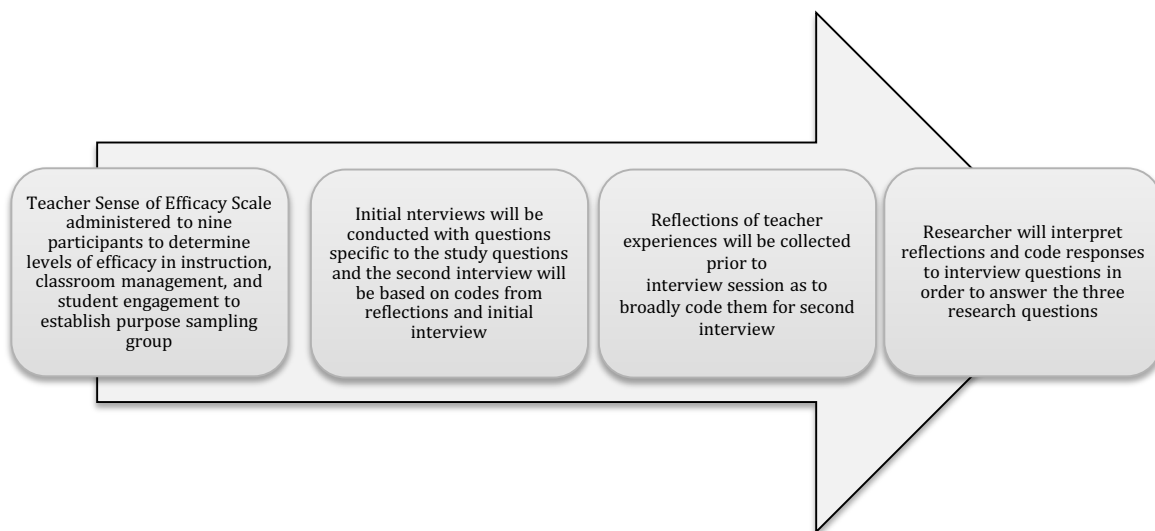 Teacher Sense of Efficacy Scale
administered to nine
participants to determine
levels of efficacy in instruction,
classroom management, and
student engagement to
establish purpose sampling
group
Initial nterviews will be
conducted with questions
specific to the study questions
and the second interview will
be based on codes from
reflections and initial
interview
Reflections of teacher
experiences will be collected
prior to
interview session as to
broadly code them for second
interview
Researcher will interpret
reflections and code responses
to interview questions in
order to answer the three
research questions